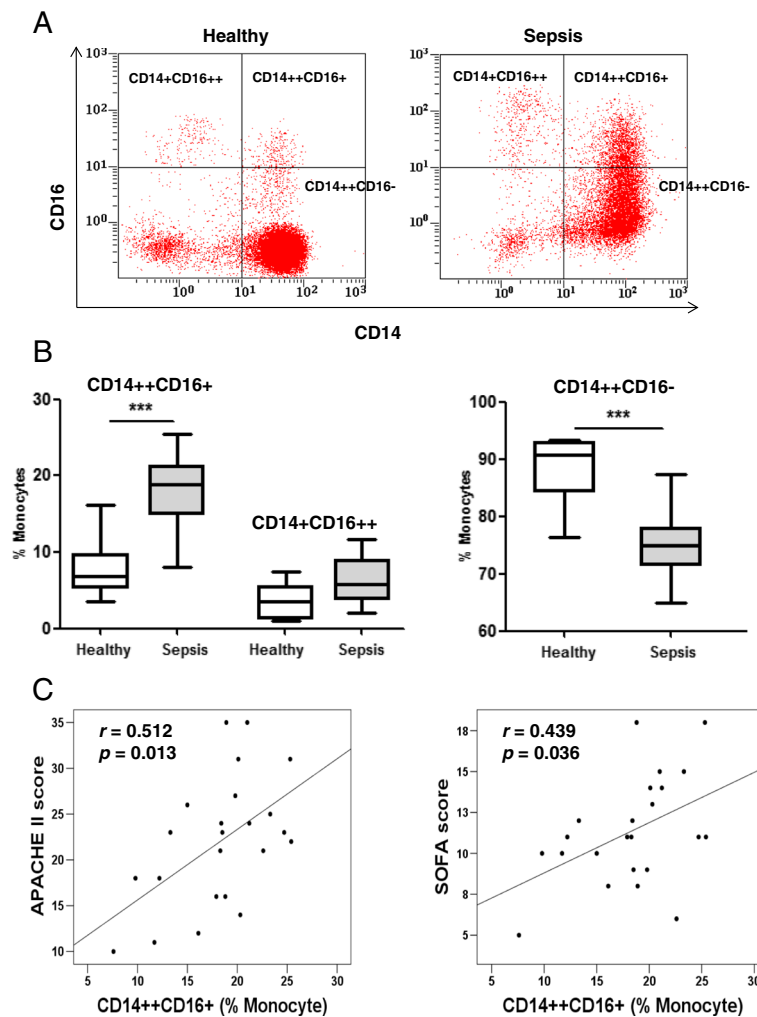 A
Healthy
Sepsis
10³
10²
10¹
10⁰
CD14+CD16++
CD14++CD16+
CD14++CD16-
10⁰
10¹
10²
10³
10³
10²
10¹
10⁰
CD14+CD16++
CD14++CD16+
CD14++CD16-
10⁰
10¹
10²
10³
CD16
CD14
B
CD14++CD16+
***
CD14+CD16++
% Monocytes
30
20
10
0
Healthy
Sepsis
Healthy
Sepsis
CD14++CD16-
***
% Monocytes
100
90
80
70
60
Healthy
Sepsis
C
r = 0.512
p = 0.013
APACHE II score
35
30
25
20
15
10
5
10
15
20
25
30
CD14++CD16+ (% Monocyte)
r = 0.439
p = 0.036
SOFA score
18
15
13
10
8
5
5
10
15
20
25
30
CD14++CD16+ (% Monocyte)